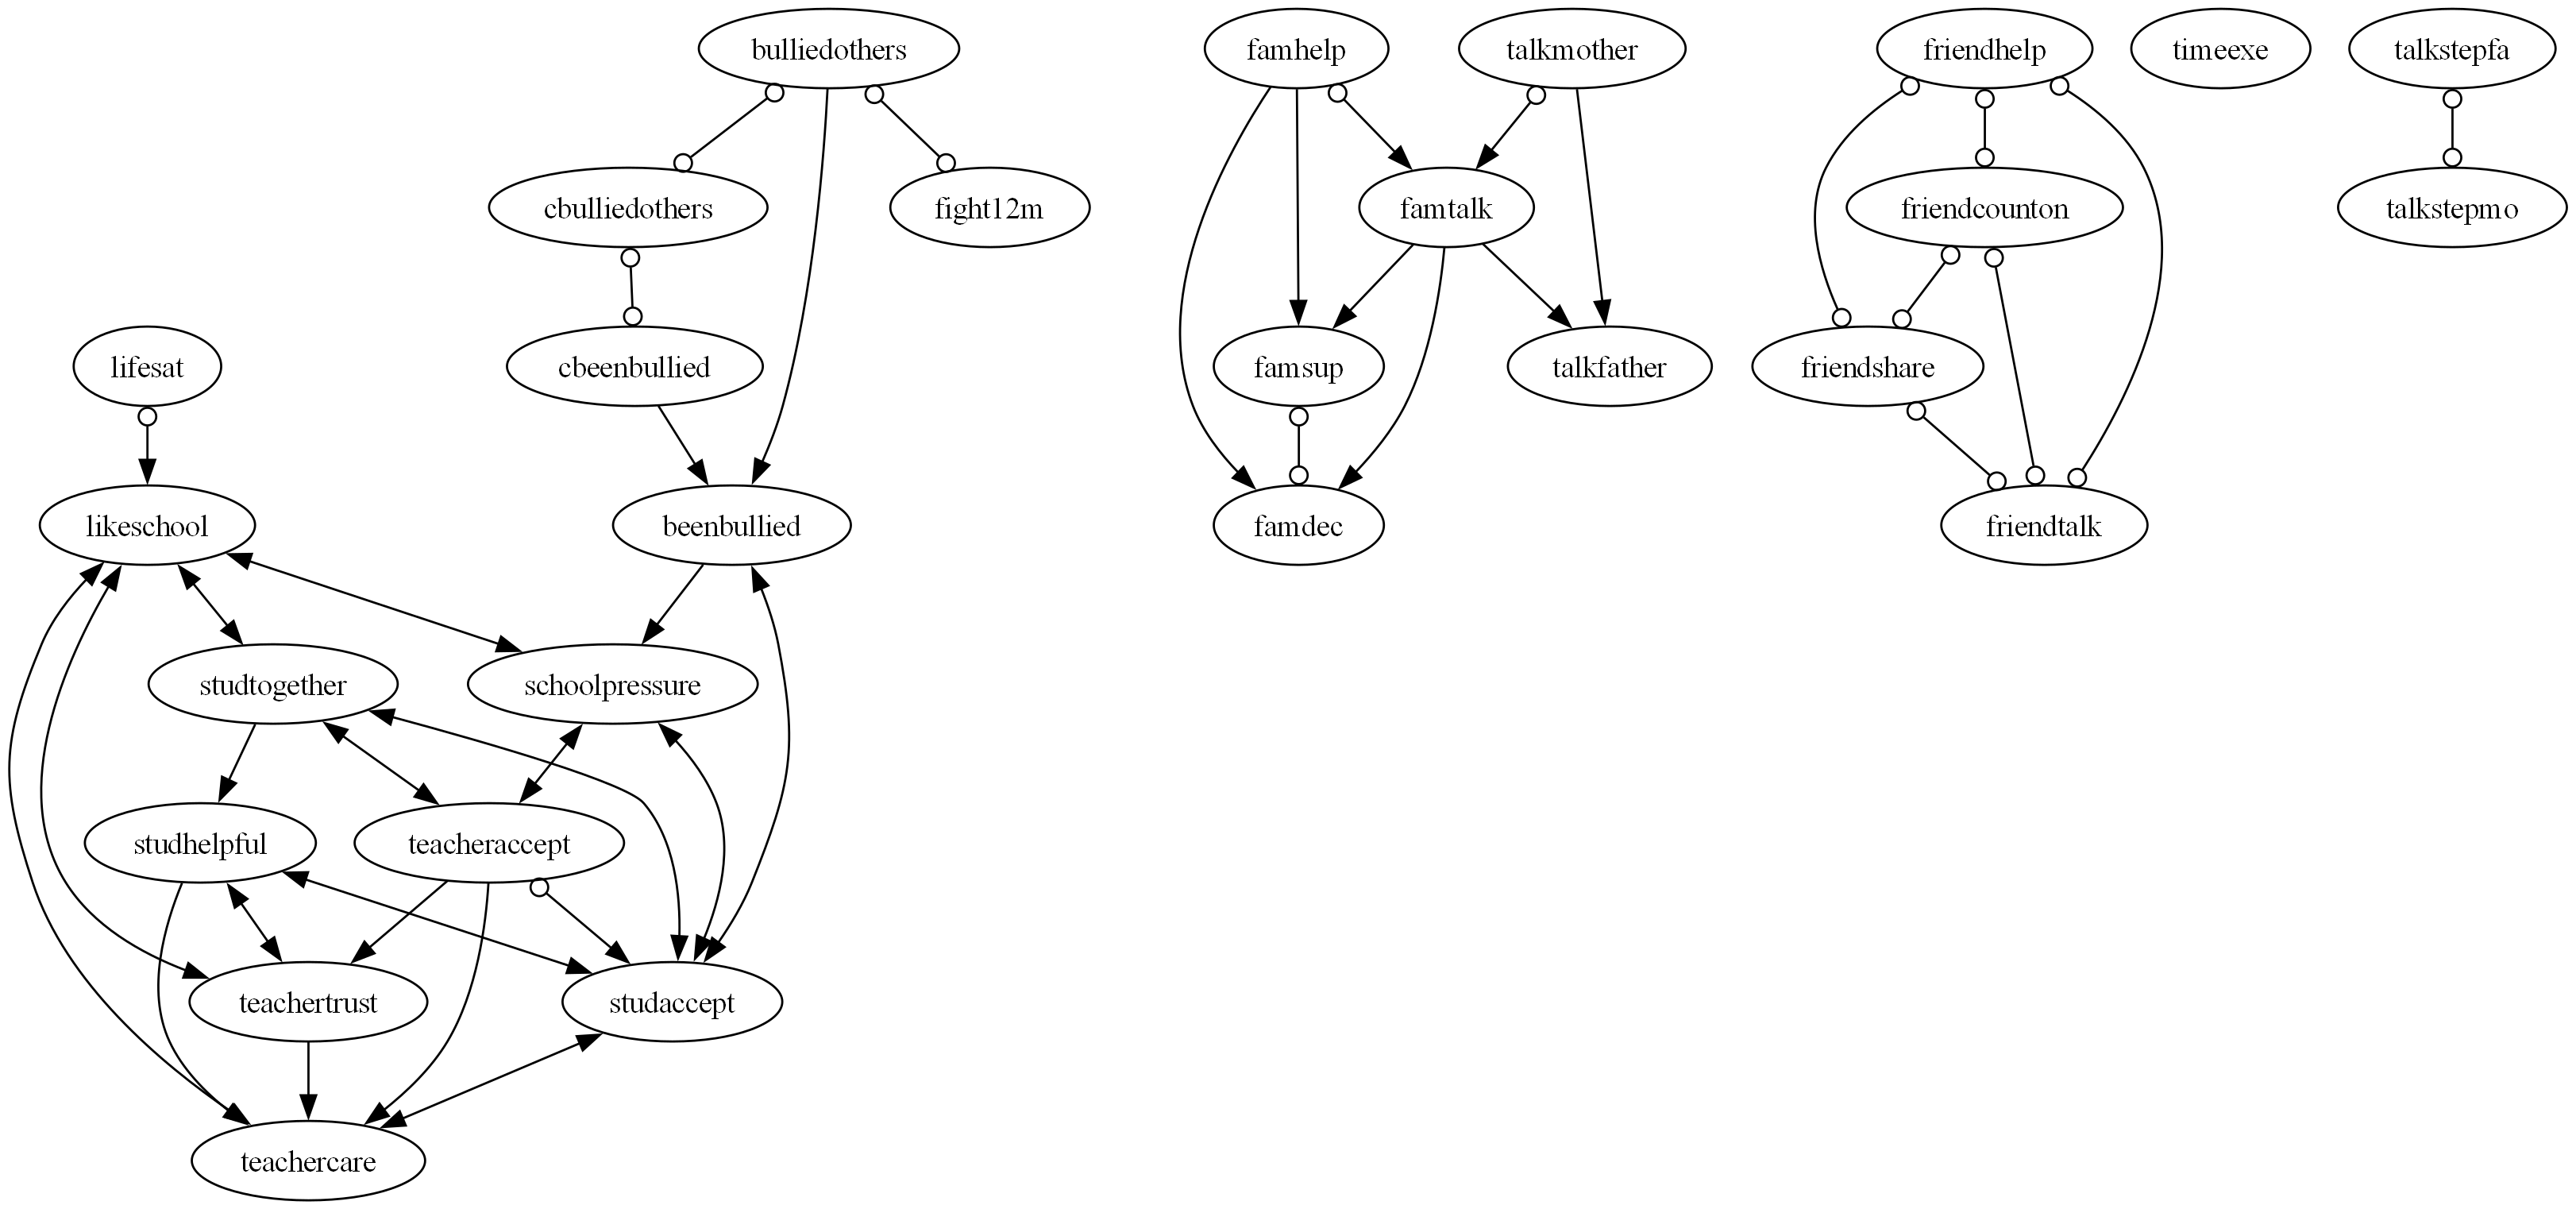 bulliedothers
famhelp
talkmother
friendhelp
timeexe
talkstepfa
cbulliedothers
fight12m
famtalk
friendcounton
talkstepmo
lifesat
cbeenbullied
famsup
talkfather
friendshare
likeschool
beenbullied
famdec
friendtalk
studtogether
schoolpressure
studhelpful
teacheraccept
teachertrust
studaccept
teachercare